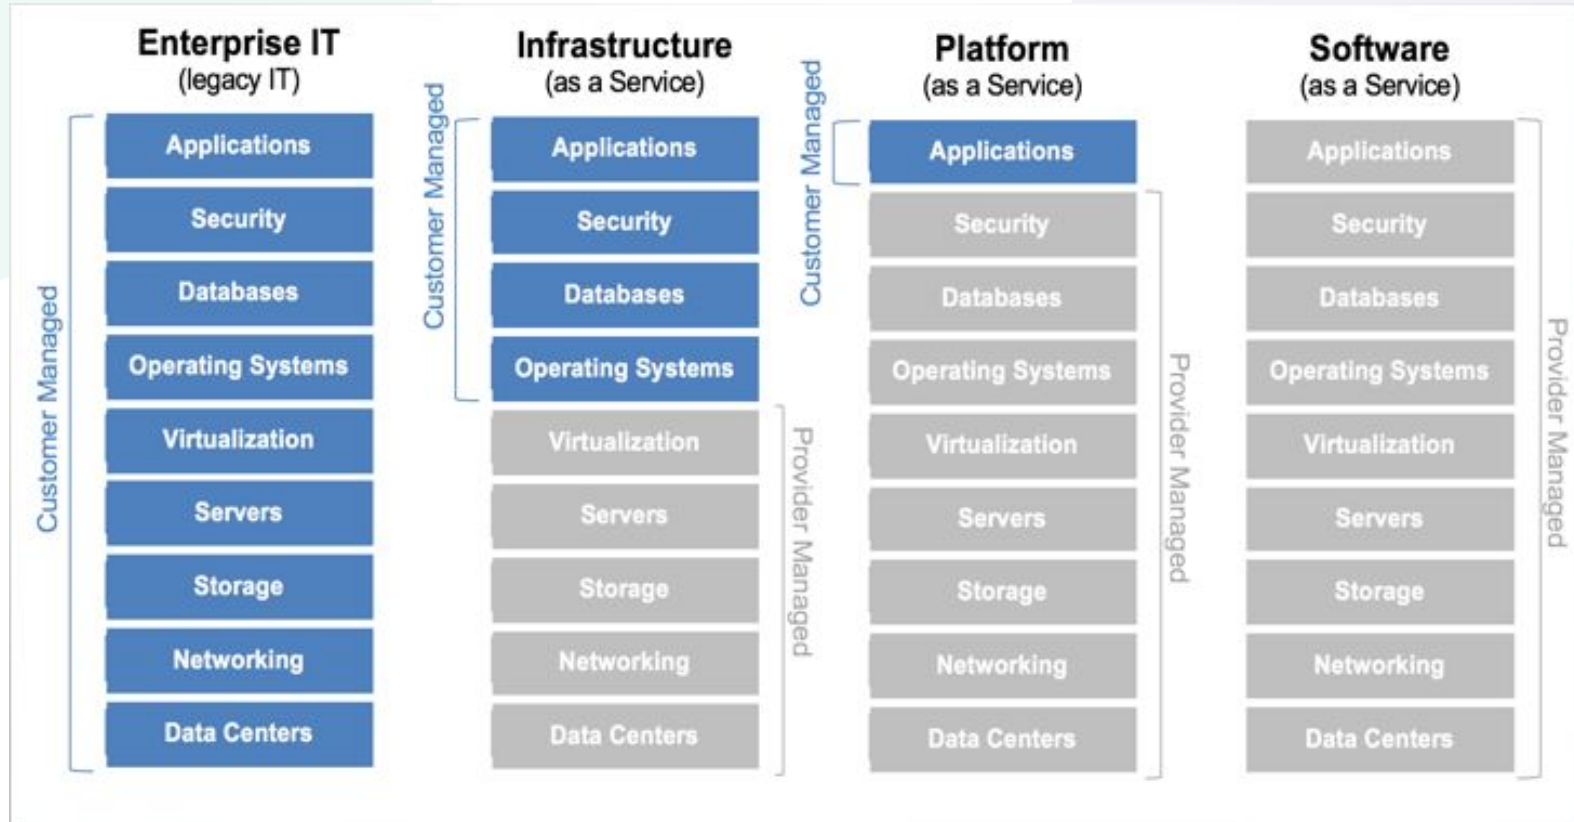 Enterprise IT
(legacy IT)
Customer Managed
Applications
Security
Databases
Operating Systems
Virtualization
Servers
Storage
Networking
Data Centers
Infrastructure
(as a Service)
Customer Managed
Applications
Security
Databases
Operating Systems
Virtualization
Servers
Storage
Networking
Data Centers
Provider Managed
Platform
(as a Service)
Customer Managed
Applications
Security
Databases
Operating Systems
Virtualization
Servers
Storage
Networking
Data Centers
Provider Managed
Software
(as a Service)
Applications
Security
Databases
Operating Systems
Virtualization
Servers
Storage
Networking
Data Centers
Provider Managed